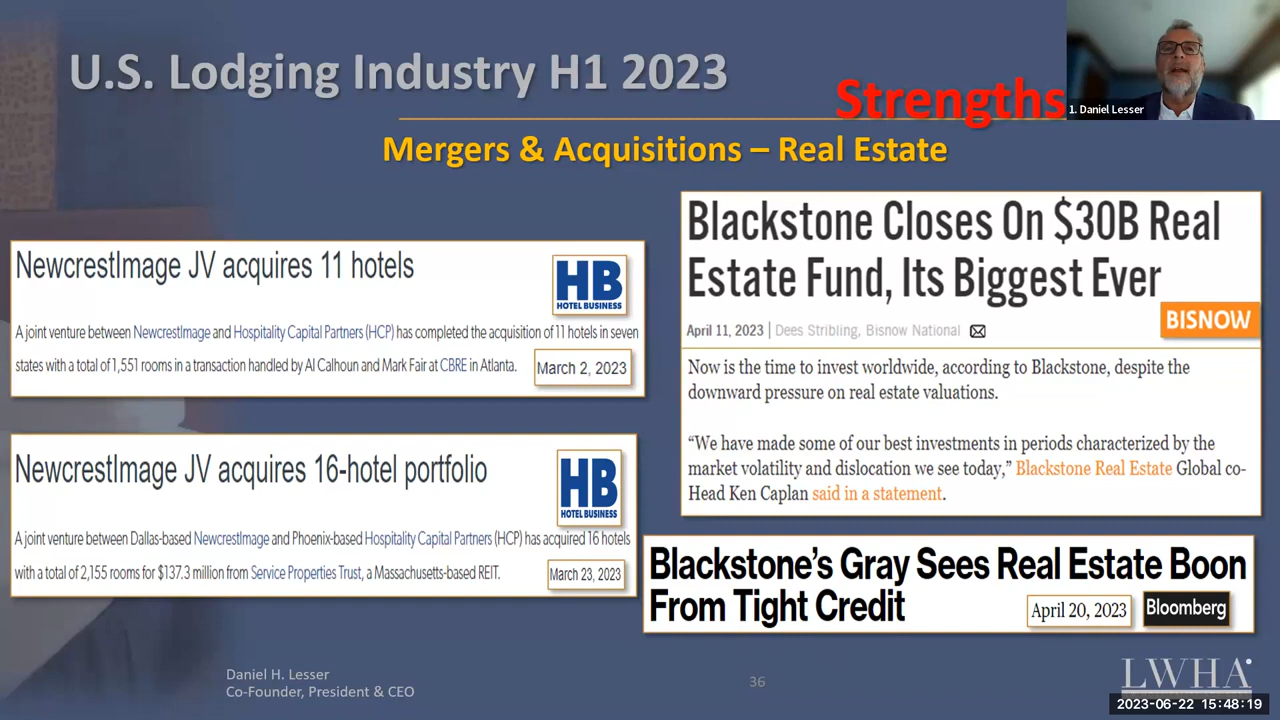 U.S. Lodging Industry H1 2023
Strengths
1. Daniel Lesser
Mergers & Acquisitions – Real Estate
NewcrestImage JV acquires 11 hotels
HB
HOTEL BUSINESS
A joint venture between NewcrestImage and Hospitality Capital Partners (HCP) has completed the acquisition of 11 hotels in seven
states with a total of 1,551 rooms in a transaction handled by Al Calhoun and Mark Fair at CBRE in Atlanta.
March 2, 2023
NewcrestImage JV acquires 16-hotel portfolio
HB
HOTEL BUSINESS
A joint venture between Dallas-based NewcrestImage and Phoenix-based Hospitality Capital Partners (HCP) has acquired 16 hotels
with a total of 2,155 rooms for $137.3 million from Service Properties Trust, a Massachusetts-based REIT.
March 23, 2023
Blackstone Closes On $30B Real
Estate Fund, Its Biggest Ever
BISNOW
April 11, 2023 | Dees Stribling, Bisnow National
Now is the time to invest worldwide, according to Blackstone, despite the
downward pressure on real estate valuations.
“We have made some of our best investments in periods characterized by the
market volatility and dislocation we see today,” Blackstone Real Estate Global co-
Head Ken Caplan said in a statement.
Blackstone’s Gray Sees Real Estate Boon
From Tight Credit
April 20, 2023
Bloomberg
Daniel H. Lesser
Co-Founder, President & CEO
36
LWHA
2023-06-22 15:48:19